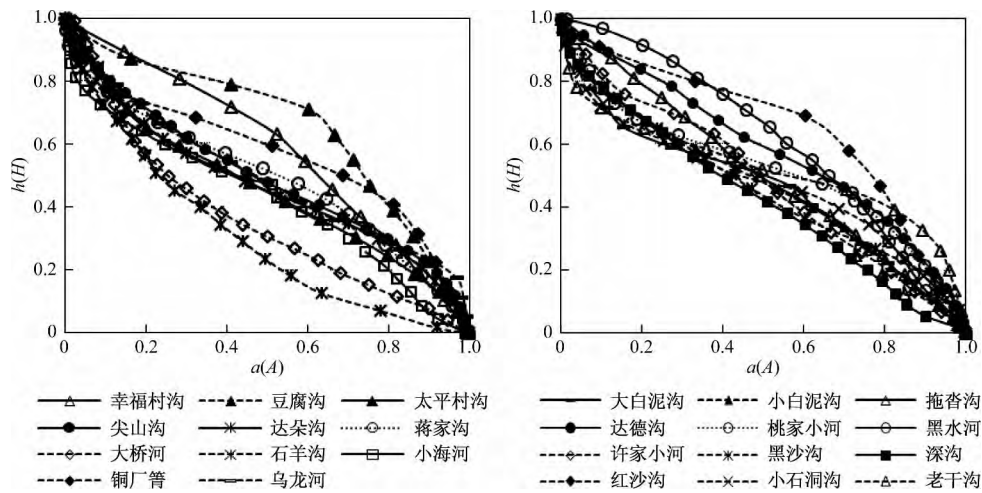 1.0
0.8
0.6
0.4
0.2
0
h(H)
0 0.2 0.4 0.6 0.8 1.0
a(A)
幸福村沟 豆腐沟 太平村沟
尖山沟 达朵沟 蒋家沟
大桥河 石羊沟 小海河
铜厂箐 乌龙河
1.0
0.8
0.6
0.4
0.2
0
h(H)
0 0.2 0.4 0.6 0.8 1.0
a(A)
大白泥沟 小白泥沟 拖沓沟
达德沟 桃家小河 黑水河
许家小河 黑沙沟 深沟
红沙沟 小石洞沟 老干沟